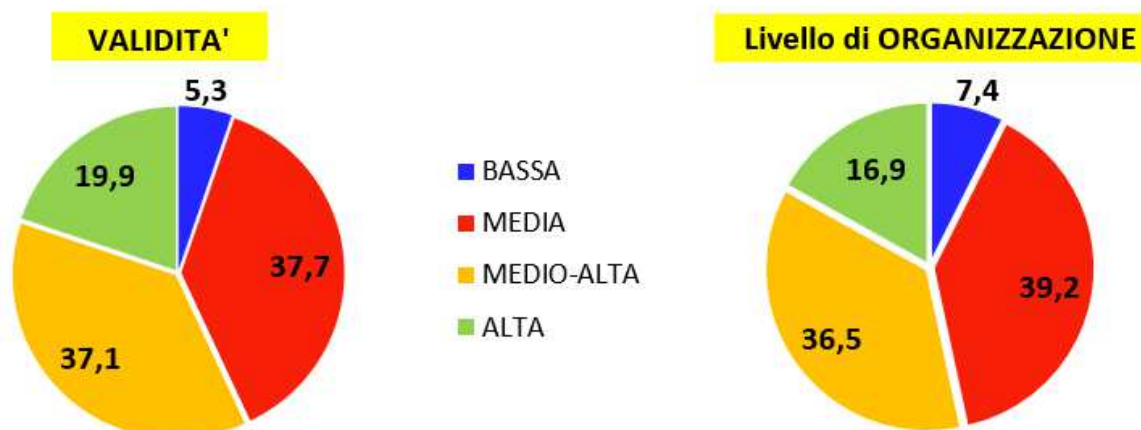 VALIDITA'
5,3
19,9
37,7
37,1
BASSA
MEDIA
MEDIO-ALTA
ALTA
Livello di ORGANIZZAZIONE
7,4
16,9
39,2
36,5